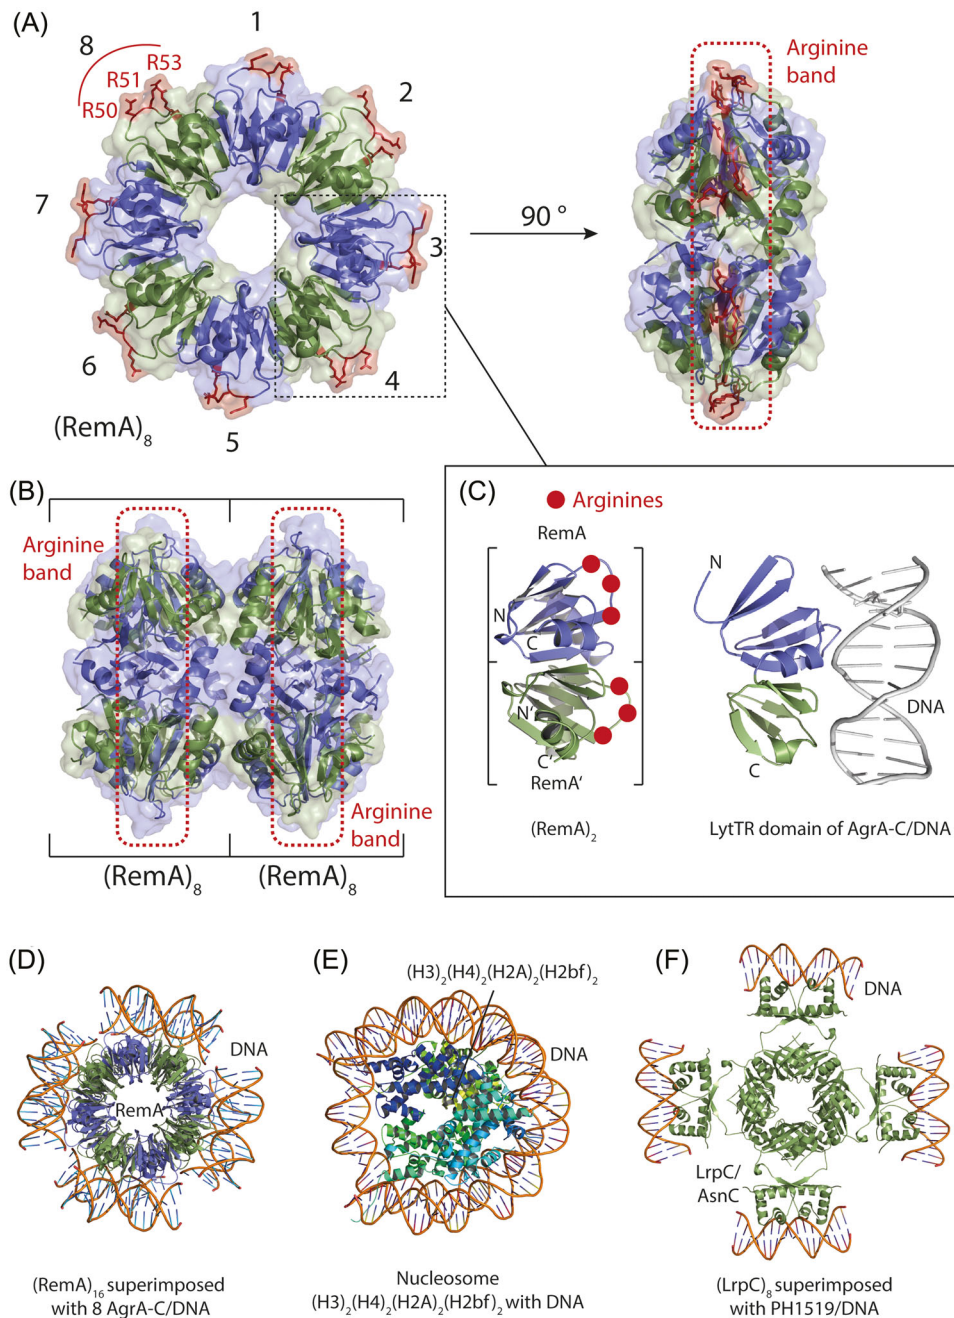 (A)
1
8
R53
R51
R50
2
7
3
6
4
5
(RemA)₈
90 °
Arginine
band
(B)
Arginine
band
Arginine
band
(RemA)₈
(RemA)₈
(C)
Arginines
RemA
N
C
N'
C'
RemA'
(RemA)₂
N
C
DNA
LytTR domain of AgrA-C/DNA
(D)
DNA
RemA
(RemA)₁₆ superimposed
with 8 AgrA-C/DNA
(E)
(H3)₂(H4)₂(H2A)₂(H2bf)₂
DNA
Nucleosome
(H3)₂(H4)₂(H2A)₂(H2bf)₂ with DNA
(F)
DNA
LrpC/
AsnC
(LrpC)₈ superimposed
with PH1519/DNA